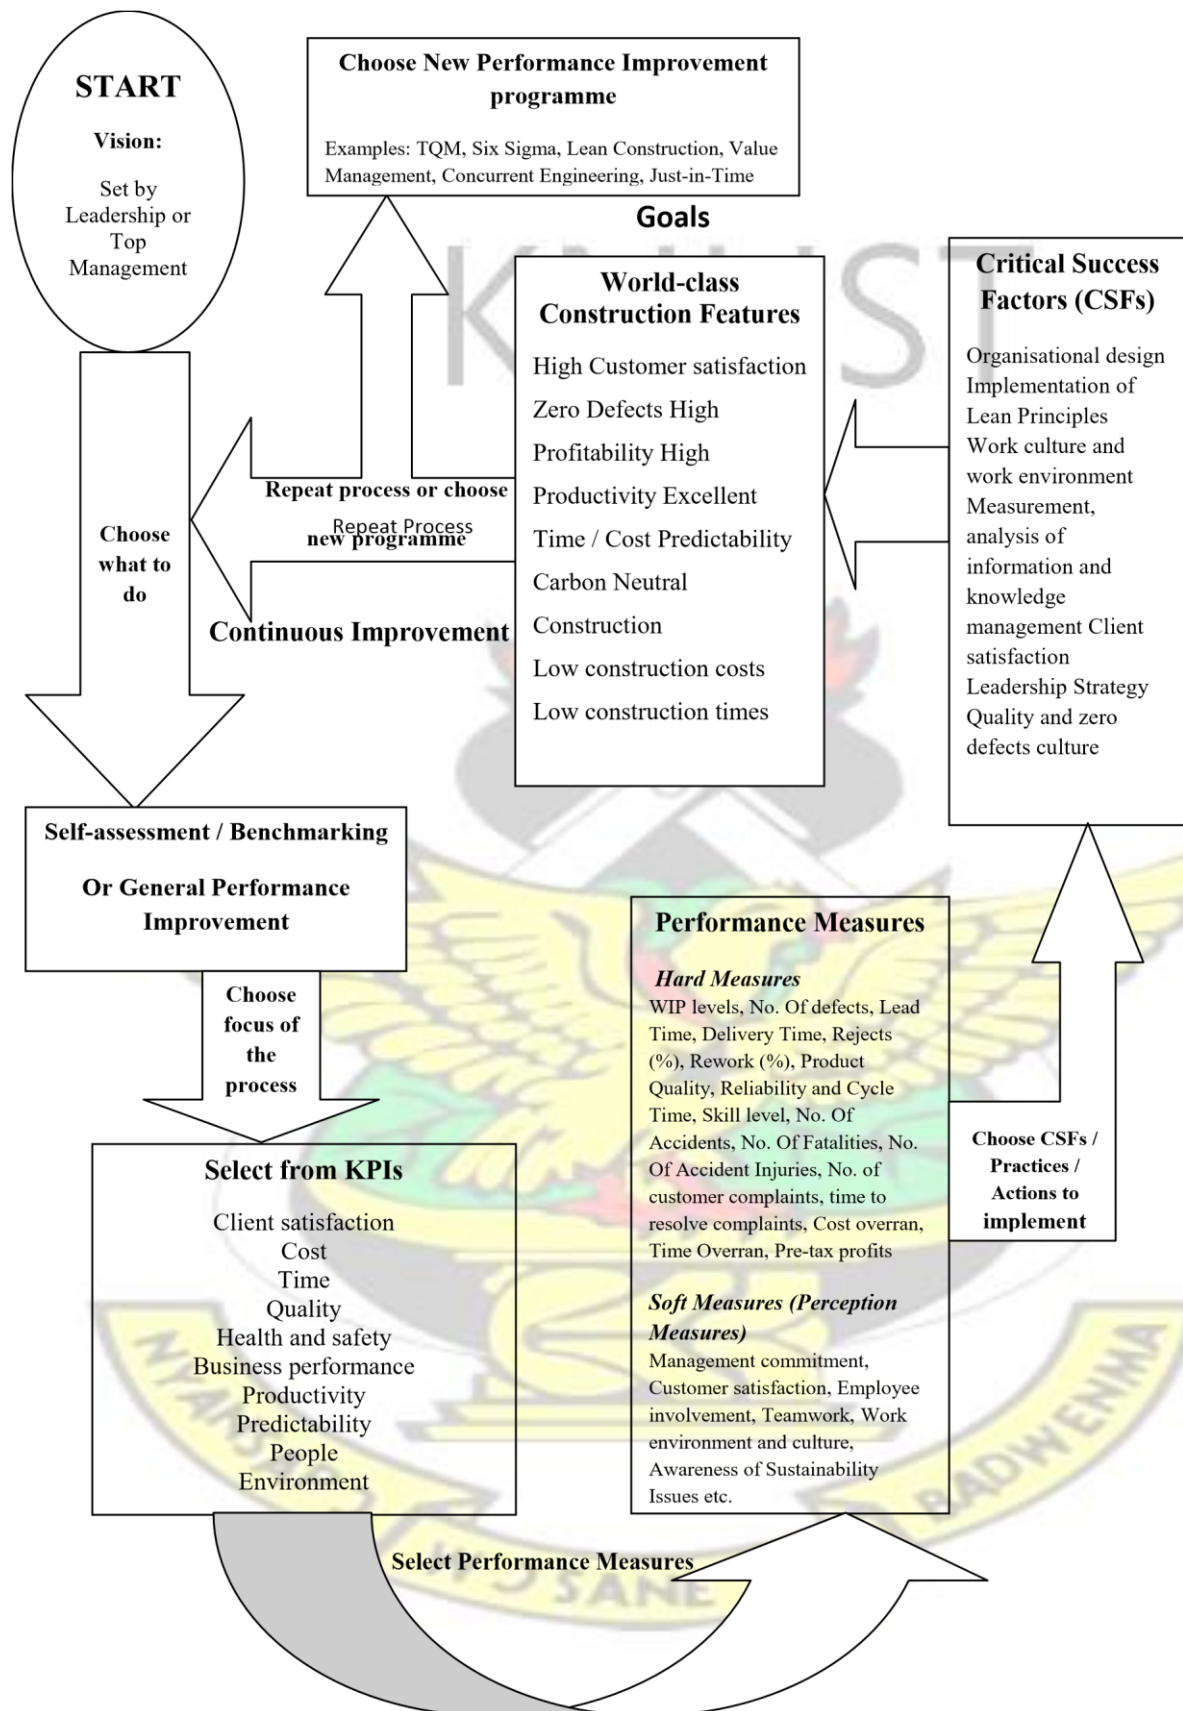 START
Vision:
Set by
Leadership or
Top
Management
Choose New Performance Improvement
programme
Examples: TQM, Six Sigma, Lean Construction, Value
Management, Concurrent Engineering, Just-in-Time
Goals
KNUST
World-class
Construction Features
High Customer satisfaction
Zero Defects High
Profitability High
Productivity Excellent
Time / Cost Predictability
Carbon Neutral
Construction
Low construction costs
Low construction times
Critical Success
Factors (CSFs)
Organisational design
Implementation of
Lean Principles
Work culture and
work environment
Measurement,
analysis of
information and
knowledge
management Client
satisfaction
Leadership Strategy
Quality and zero
defects culture
Repeat process or choose
Repeat Process
new programme
Continuous Improvement
Choose
what to
do
Self-assessment / Benchmarking
Or General Performance
Improvement
Choose
focus of
the
process
Select from KPIs
Client satisfaction
Cost
Time
Quality
Health and safety
Business performance
Productivity
Predictability
People
Environment
Select Performance Measures
Performance Measures
Hard Measures
WIP levels, No. Of defects, Lead
Time, Delivery Time, Rejects
(%), Rework (%), Product
Quality, Reliability and Cycle
Time, Skill level, No. Of
Accidents, No. Of Fatalities, No.
Of Accident Injuries, No. of
customer complaints, time to
resolve complaints, Cost overran,
Time Overran, Pre-tax profits
Soft Measures (Perception
Measures)
Management commitment,
Customer satisfaction, Employee
involvement, Teamwork, Work
environment and culture,
Awareness of Sustainability
Issues etc.
Choose CSFs /
Practices /
Actions to
implement
BADWENMA
SANE